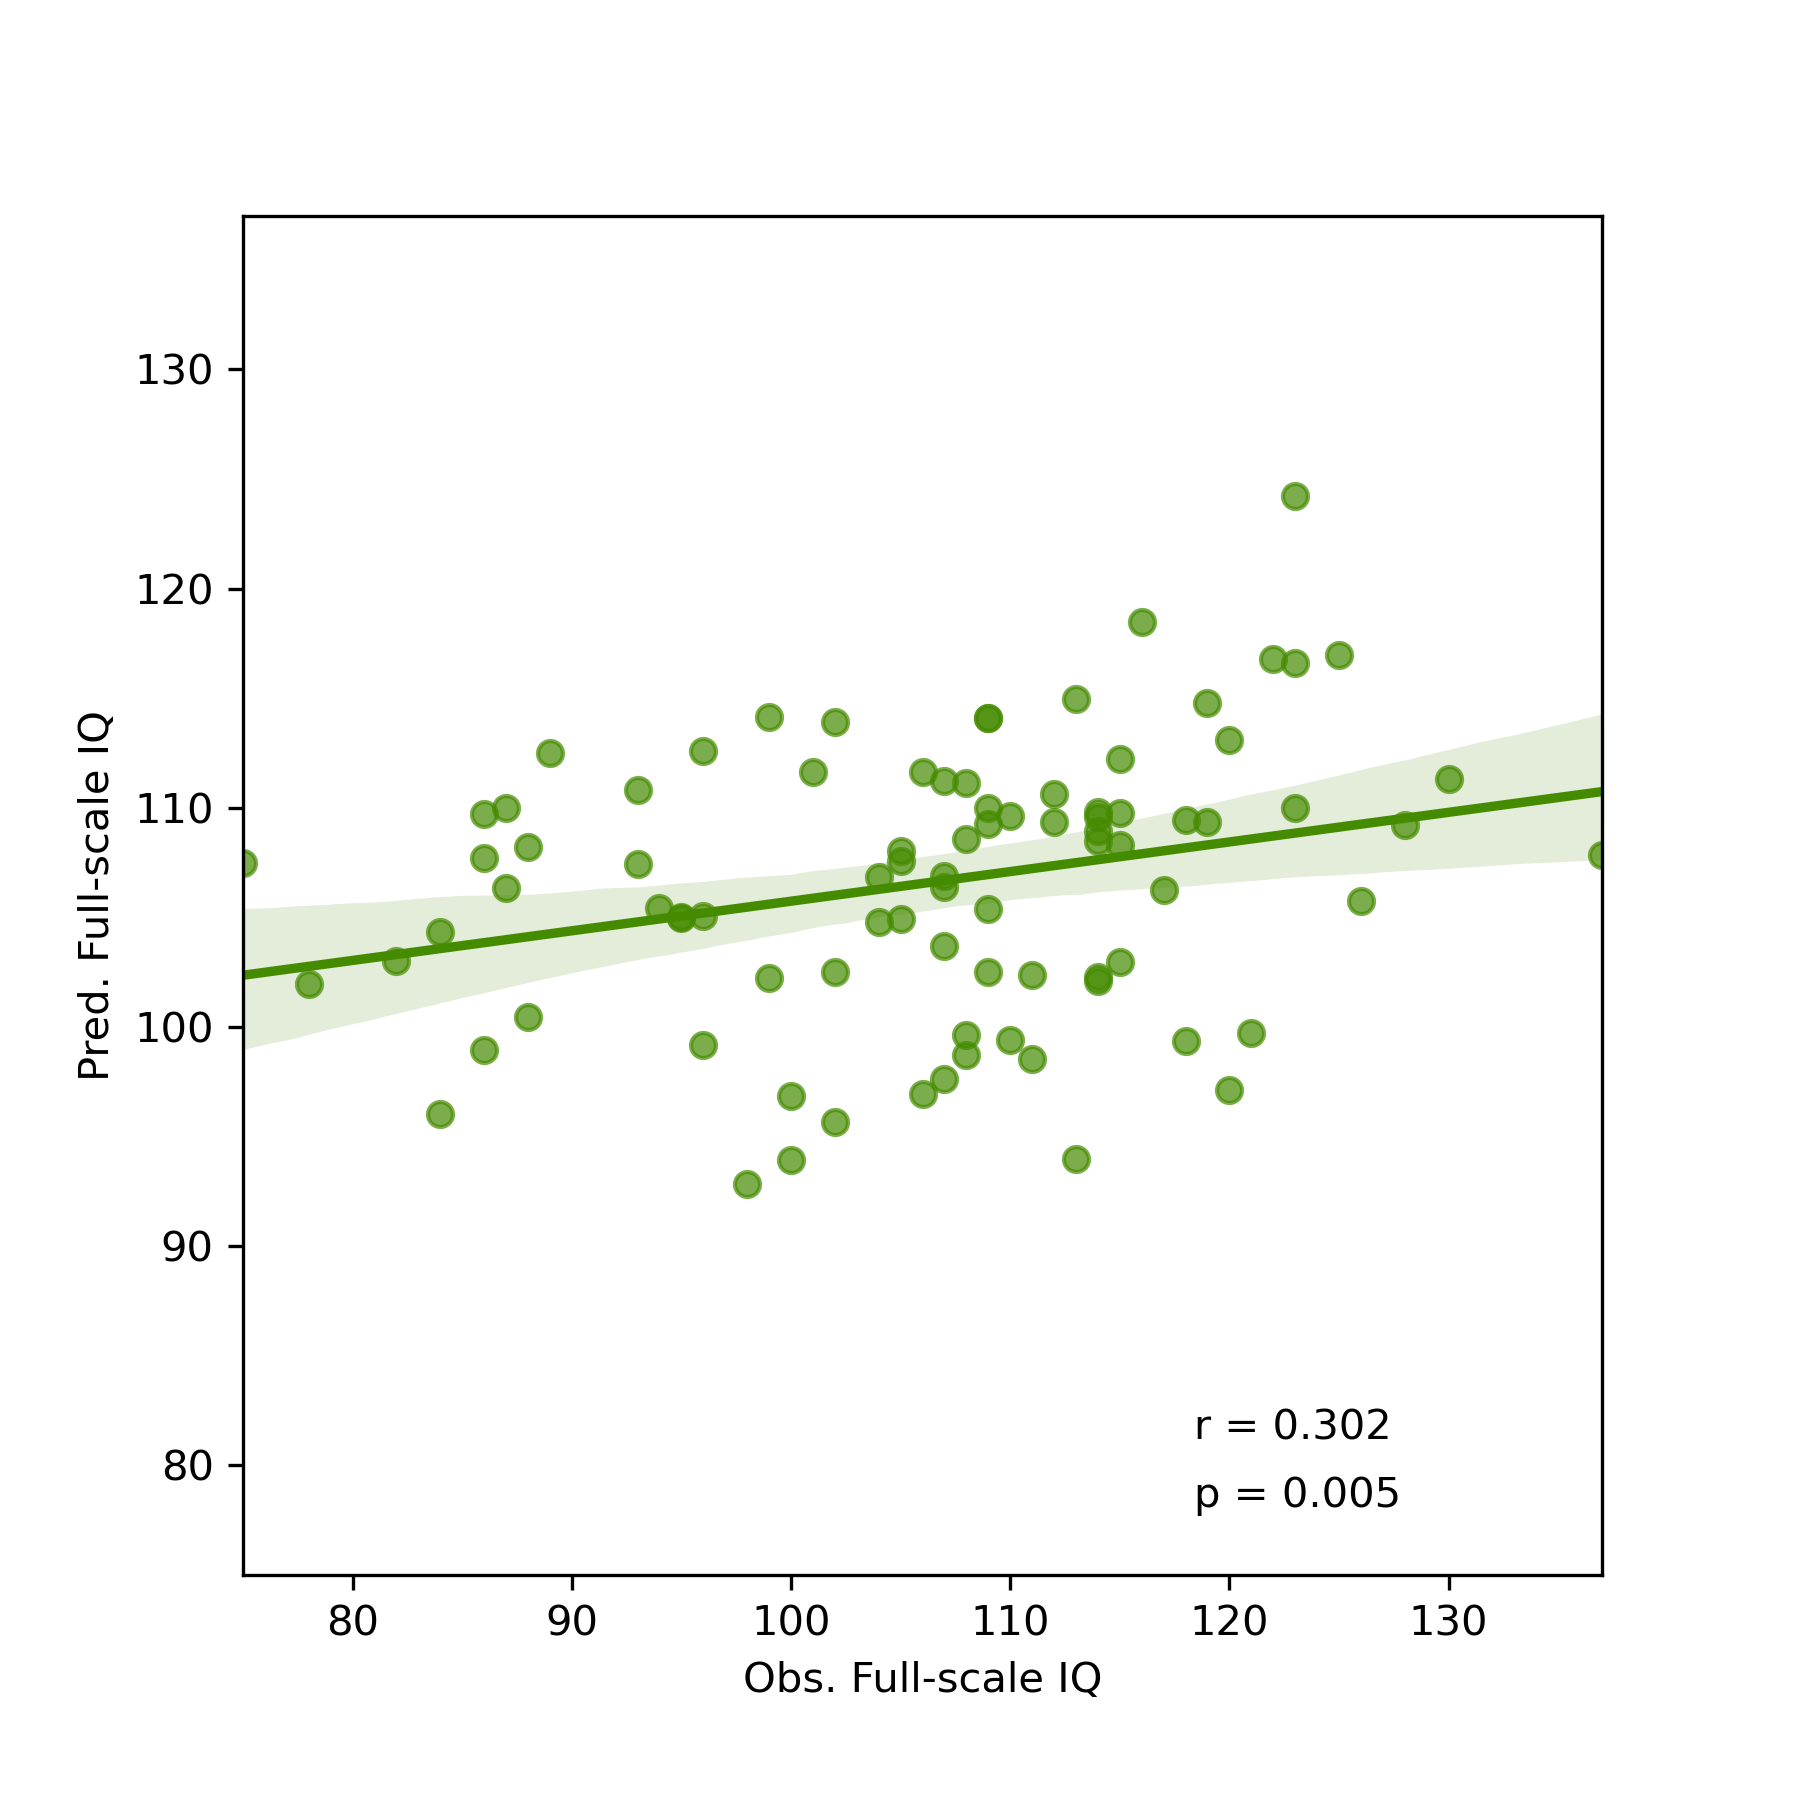 130
120
110
100
90
80
Pred. Full-scale IQ
r = 0.302
p = 0.005
80 90 100 110 120 130
Obs. Full-scale IQ